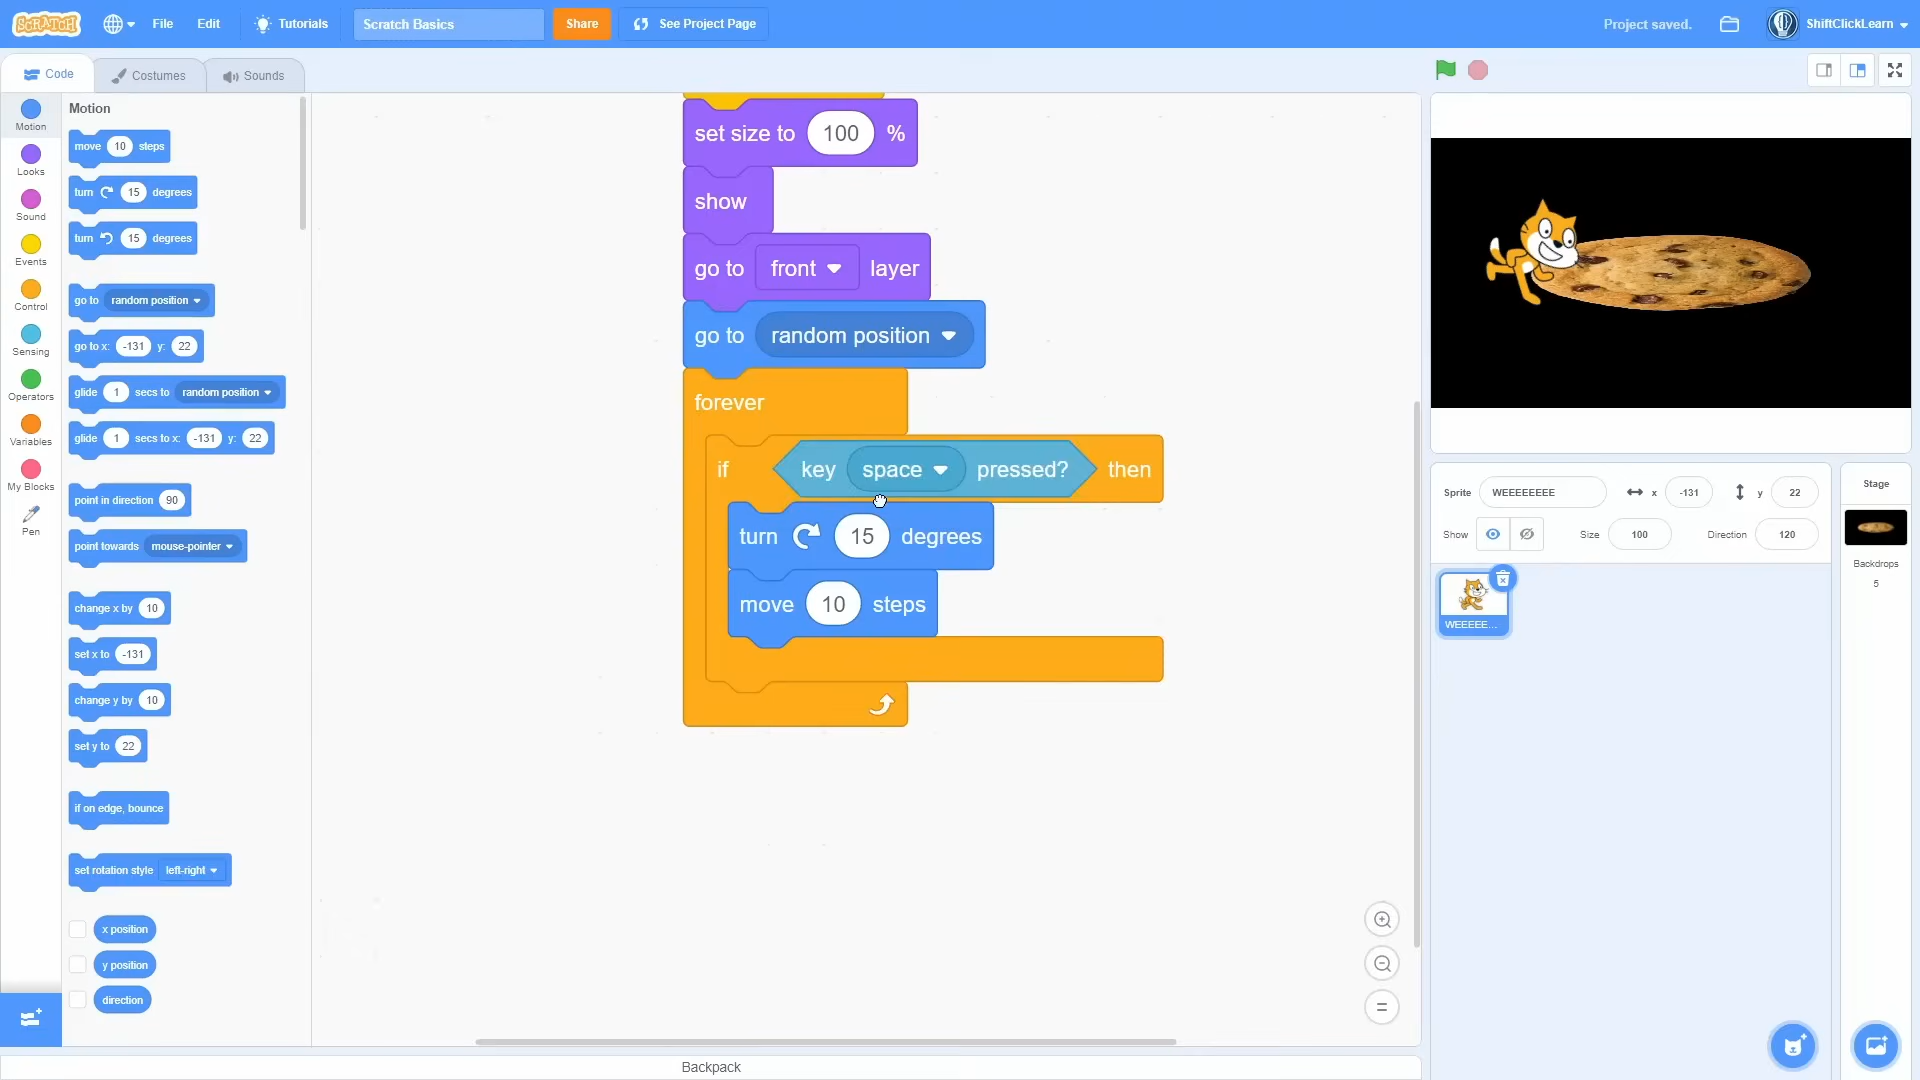 SCRATCH
File
Edit
Tutorials
Scratch Basics
Share
See Project Page
Project saved.
ShiftClickLearn
Code
Costumes
Sounds
Motion
Looks
Sound
Events
Control
Sensing
Operators
Variables
My Blocks
Pen
Motion
move 10 steps
turn 15 degrees
turn 15 degrees
go to random position
go to x: -131 y: 22
glide 1 secs to random position
glide 1 secs to x: -131 y: 22
point in direction 90
point towards mouse-pointer
change x by 10
set x to -131
change y by 10
set y to 22
if on edge, bounce
set rotation style left-right
x position
y position
direction
set size to 100 %
show
go to front layer
go to random position
forever
if key space pressed? then
turn 15 degrees
move 10 steps
Backpack
Sprite WEEEEEEEE x -131 y 22
Show Size 100 Direction 120
WEEEEE...
Stage
Backdrops
5